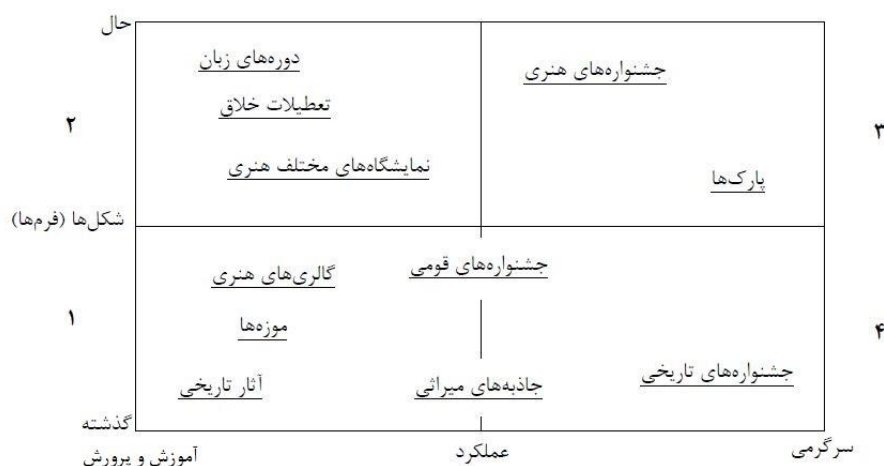 حال
دوره‌های زبان
جشنواره‌های هنری
تعطیلات خلاق
۲
۳
نمایشگاه‌های مختلف هنری
پارک‌ها
شکل‌ها (فرم‌ها)
جشنواره‌های قومی
گالری‌های هنری
۱
موزه‌ها
۴
جشنواره‌های تاریخی
جاذبه‌های میراثی
آثار تاریخی
گذشته
سرگرمی
عملکرد
آموزش و پرورش